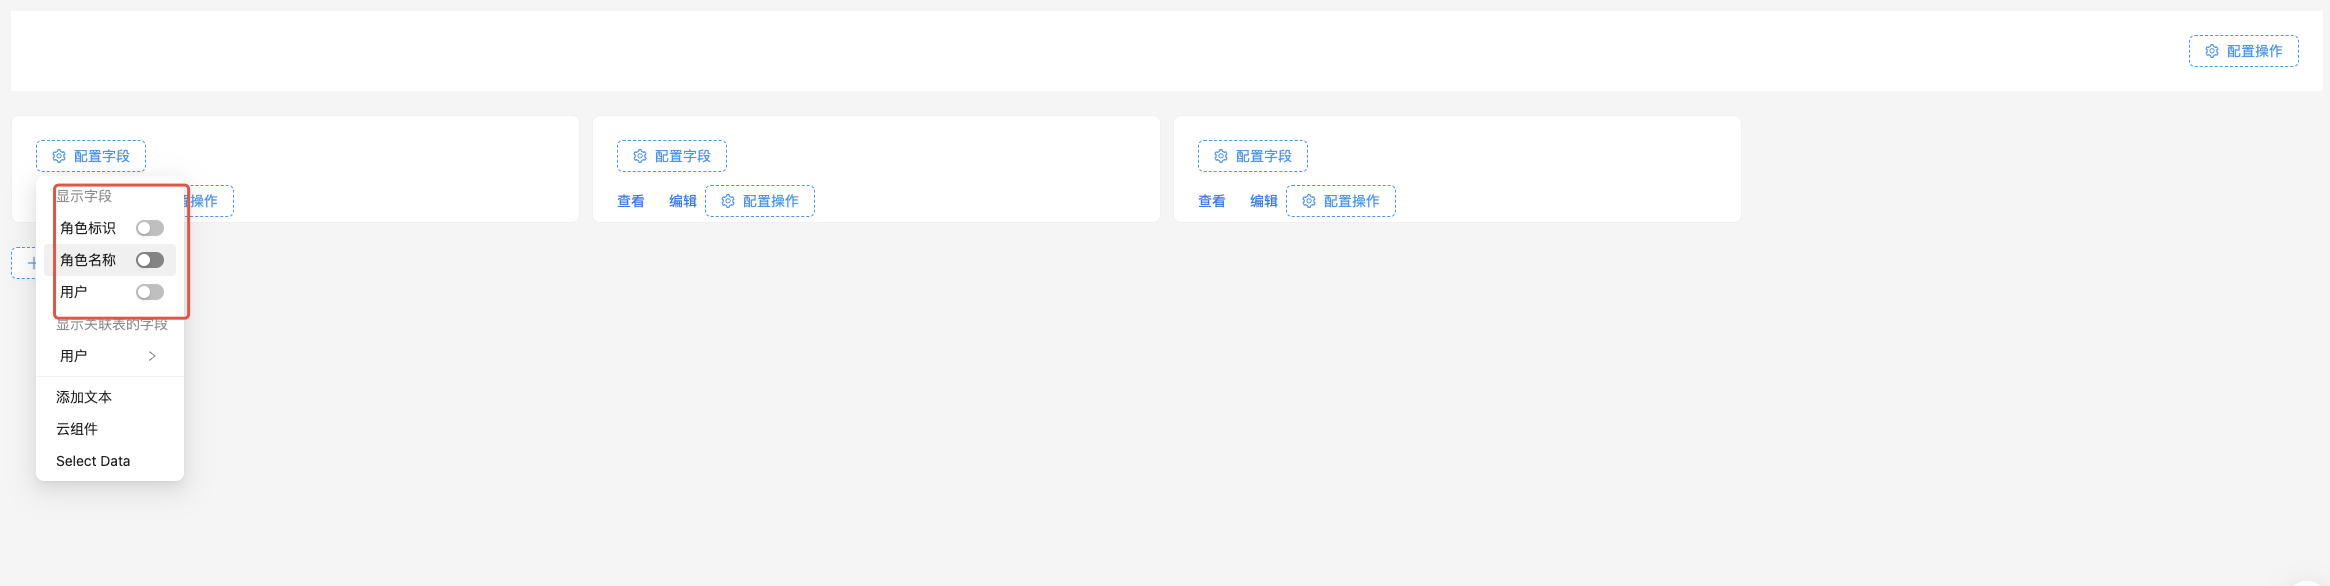 配置操作
配置字段
配置字段
配置字段
显示字段
操作
查看 编辑 配置操作
查看 编辑 配置操作
角色标识
角色名称
用户
显示关联表的字段
用户
添加文本
云组件
Select Data